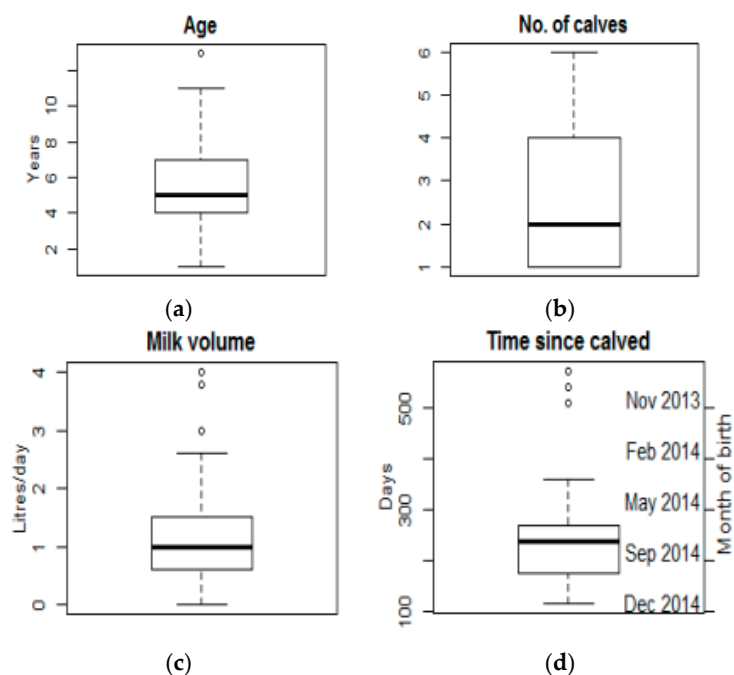 Age
Years
10
8
6
4
2
(a)
No. of calves
6
5
4
3
2
1
(b)
Milk volume
Litres/day
4
3
2
1
0
(c)
Time since calved
Days
500
300
100
Nov 2013
Feb 2014
May 2014
Sep 2014
Dec 2014
Month of birth
(d)